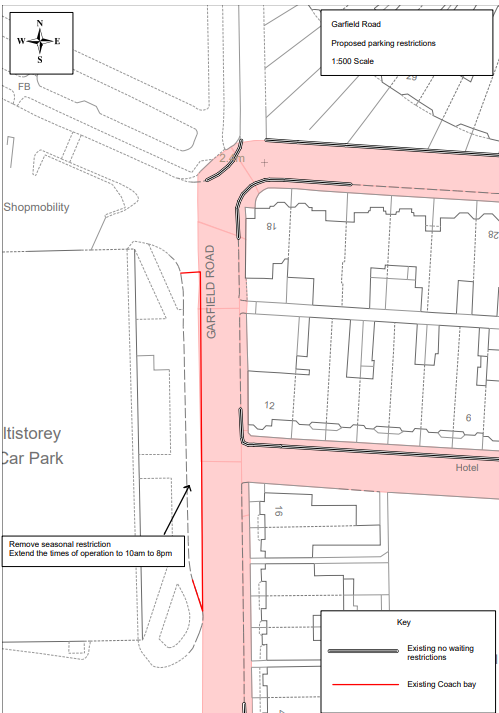 N
W E
S
Garfield Road
Proposed parking restrictions
1:500 Scale
29
FB
Shopmobility
18
28
GARFIELD ROAD
12
6
ltistorey
Car Park
Hotel
16
Remove seasonal restriction
Extend the times of operation to 10am to 8pm
Key
Existing no waiting
restrictions
Existing Coach bay